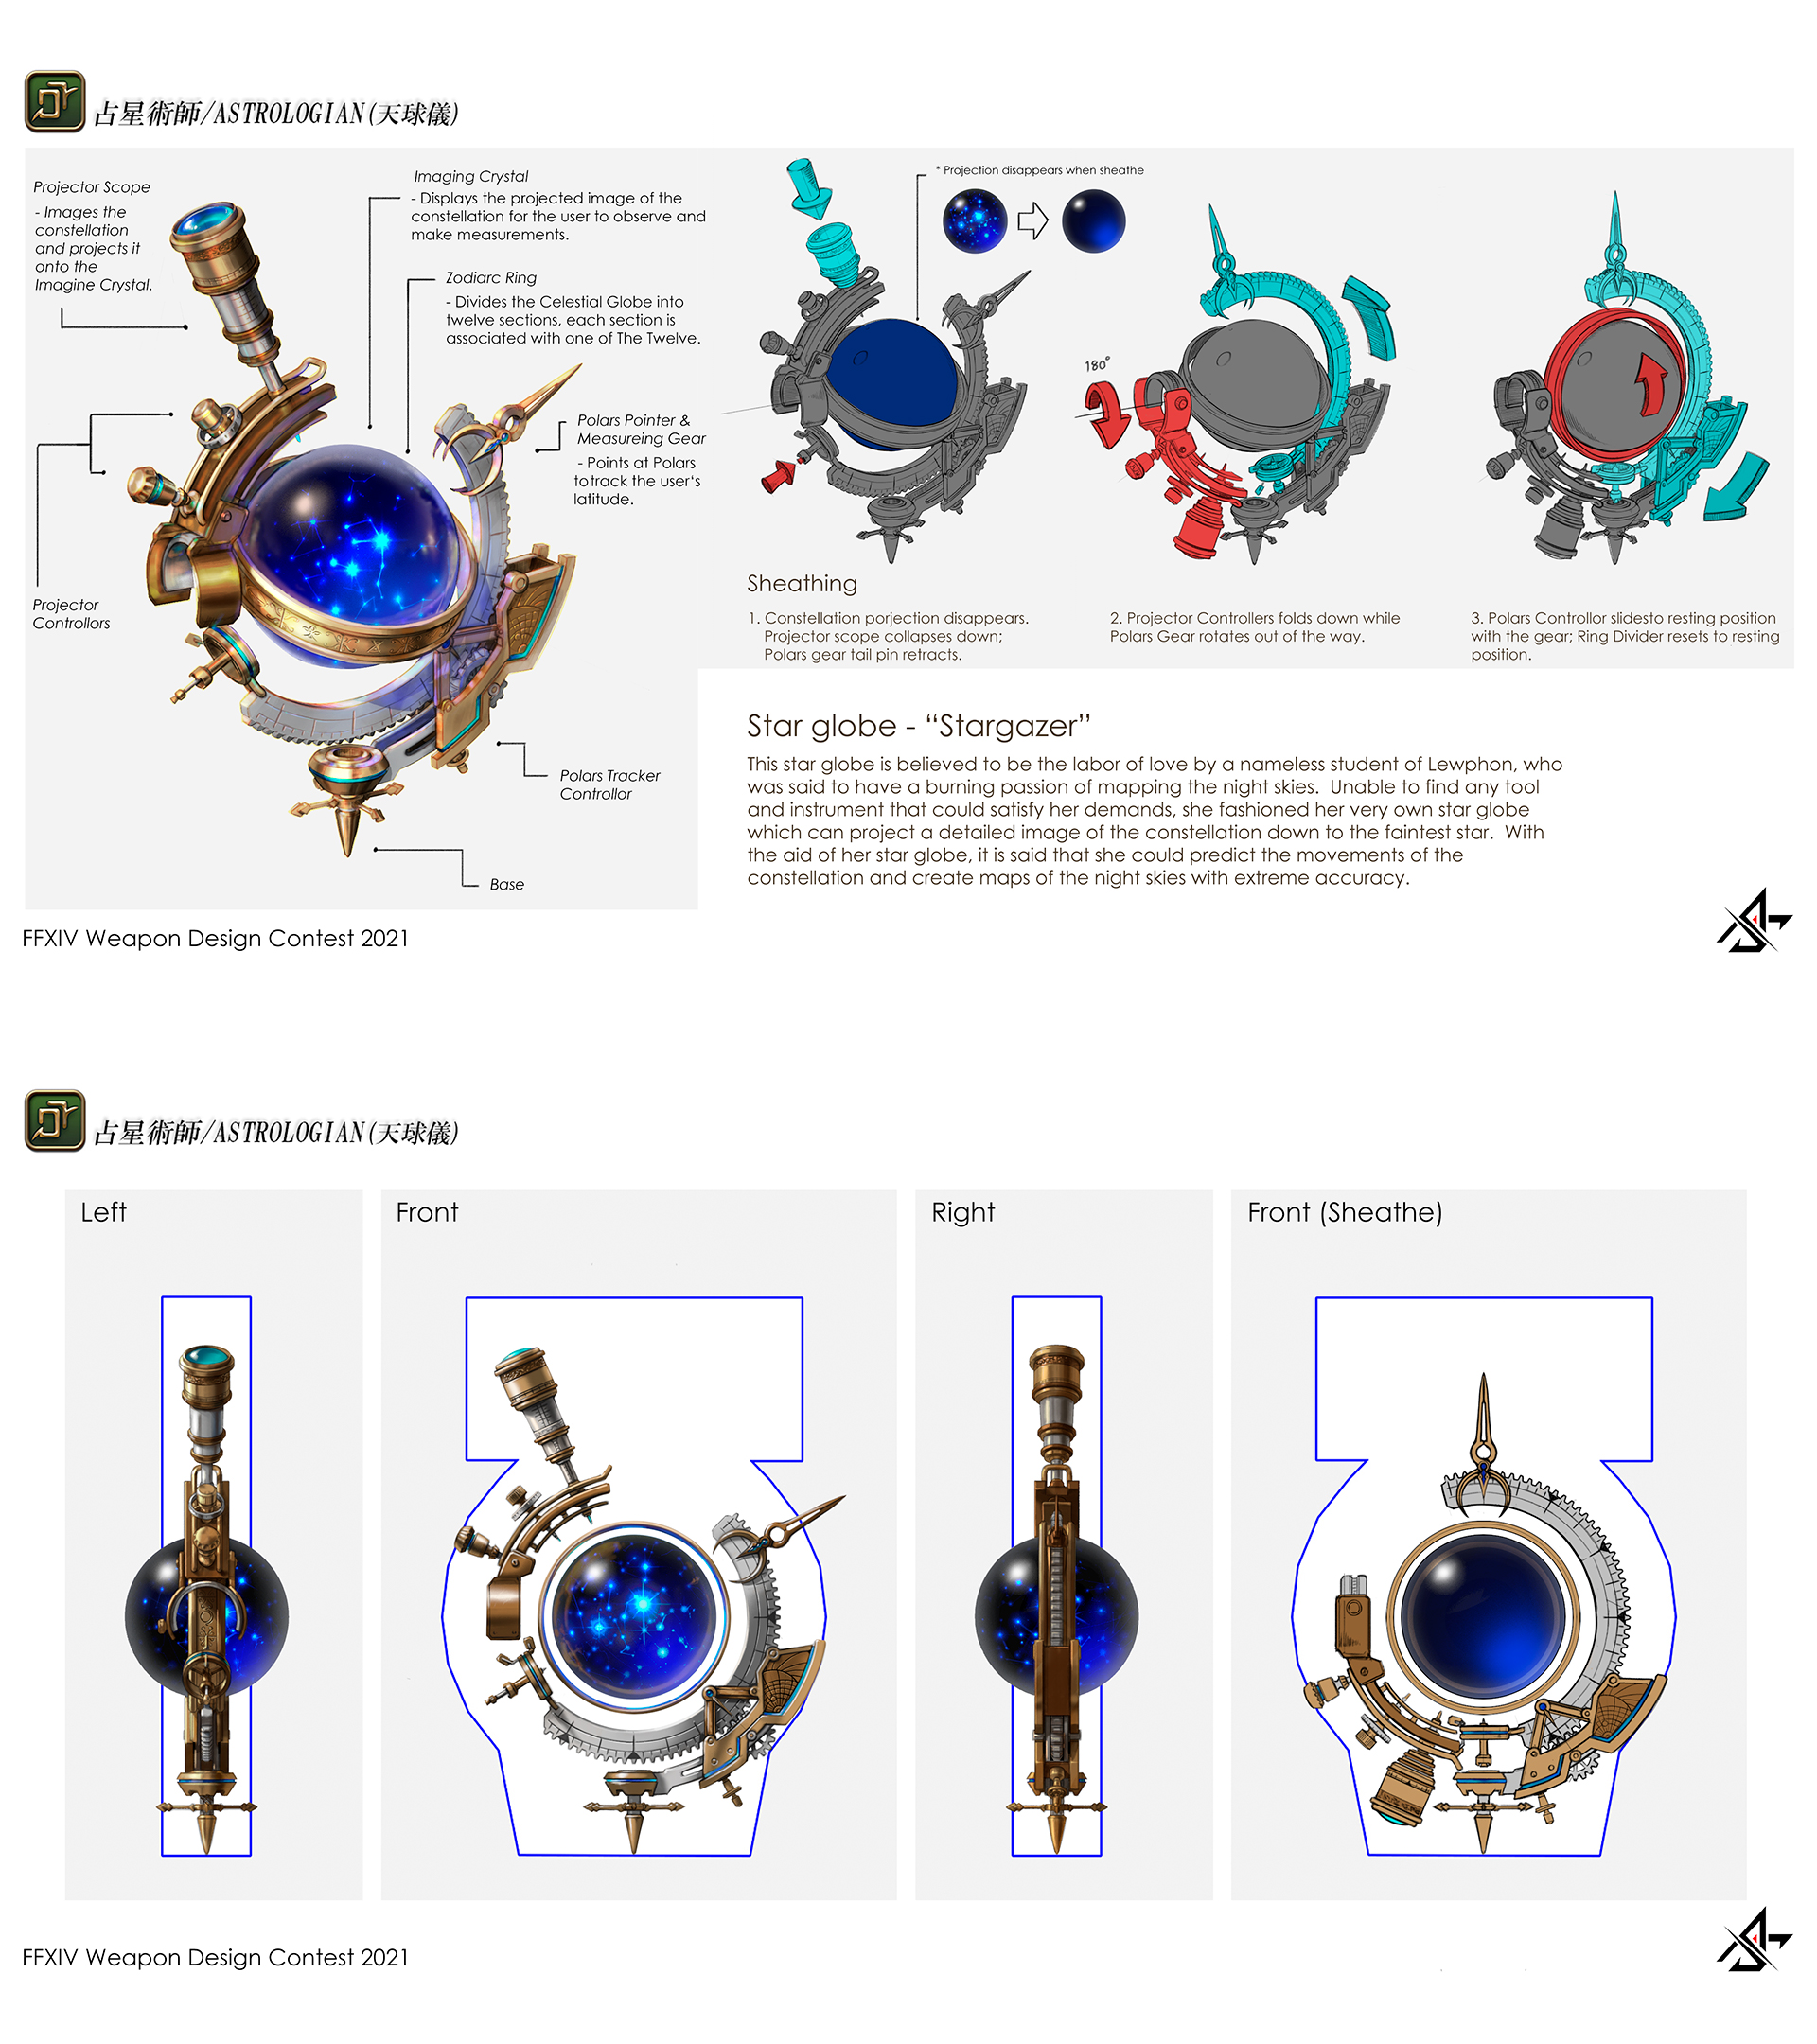 占星術師/ASTROLOGIAN(天球儀)
Projector Scope
- Images the
constellation
and projects it
onto the
Imagine Crystal.
Imaging Crystal
- Displays the projected image of the
constellation for the user to observe and
make measurements.
Zodiarc Ring
- Divides the Celestial Globe into
twelve sections, each section is
associated with one of The Twelve.
Polars Pointer &
Measureing Gear
- Points at Polars
to track the user's
latitude.
Projector
Controllors
Polars Tracker
Controllor
Base
* Projection disappears when sheathe
180°
Sheathing
1. Constellation porjection disappears.
Projector scope collapses down;
Polars gear tail pin retracts.
2. Projector Controllers folds down while
Polars Gear rotates out of the way.
3. Polars Controllor slidesto resting position
with the gear; Ring Divider resets to resting
position.
Star globe - “Stargazer”
This star globe is believed to be the labor of love by a nameless student of Lewphon, who
was said to have a burning passion of mapping the night skies. Unable to find any tool
and instrument that could satisfy her demands, she fashioned her very own star globe
which can project a detailed image of the constellation down to the faintest star. With
the aid of her star globe, it is said that she could predict the movements of the
constellation and create maps of the night skies with extreme accuracy.
FFXIV Weapon Design Contest 2021
占星術師/ASTROLOGIAN(天球儀)
Left
Front
Right
Front (Sheathe)
FFXIV Weapon Design Contest 2021